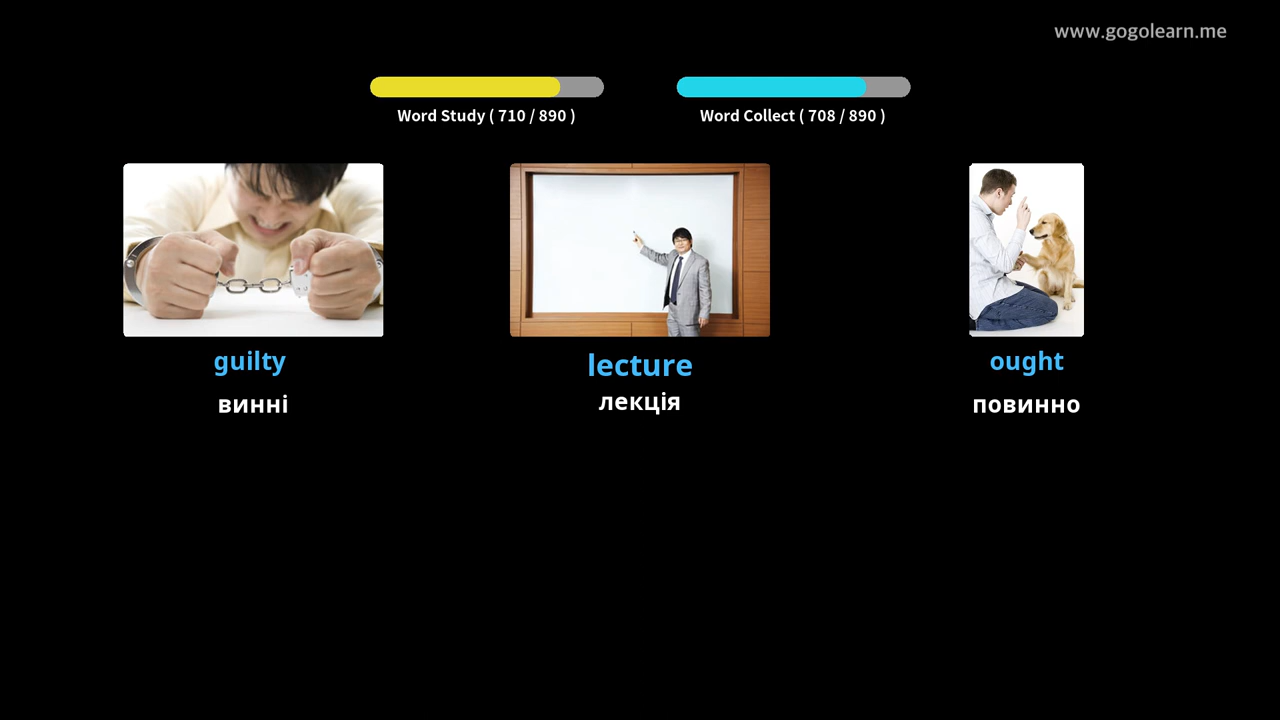 www.gogolearn.me
Word Study ( 710 / 890 )
Word Collect ( 708 / 890 )
guilty
lecture
ought
винні
лекція
повинно